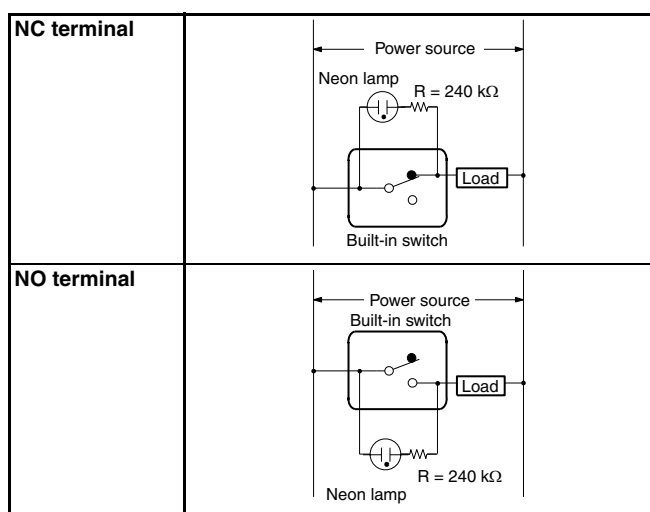 NC terminal
Power source
Neon lamp
R = 240 kΩ
Load
Built-in switch
NO terminal
Power source
Built-in switch
Load
R = 240 kΩ
Neon lamp